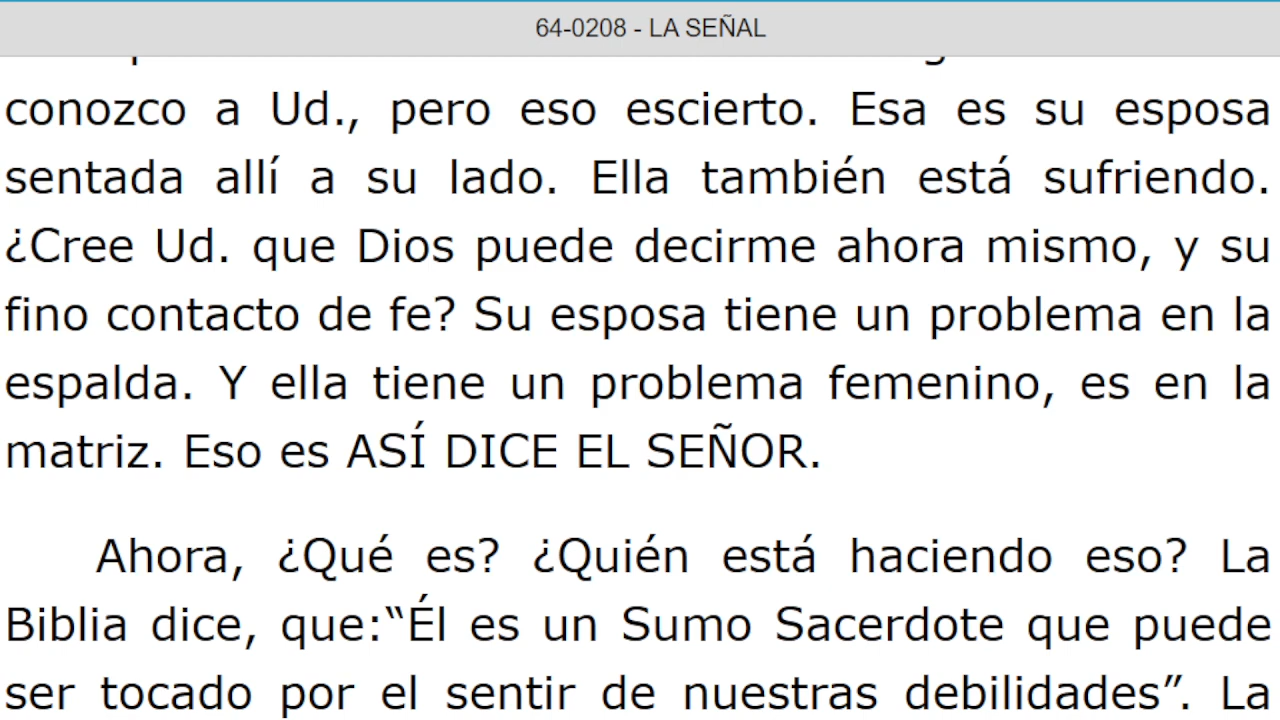 64-0208 - LA SEÑAL
conozco a Ud., pero eso escierto. Esa es su esposa
sentada allí a su lado. Ella también está sufriendo.
¿Cree Ud. que Dios puede decirme ahora mismo, y su
fino contacto de fe? Su esposa tiene un problema en la
espalda. Y ella tiene un problema femenino, es en la
matriz. Eso es ASÍ DICE EL SEÑOR.
Ahora, ¿Qué es? ¿Quién está haciendo eso? La
Biblia dice, que:“Él es un Sumo Sacerdote que puede
ser tocado por el sentir de nuestras debilidades”. La